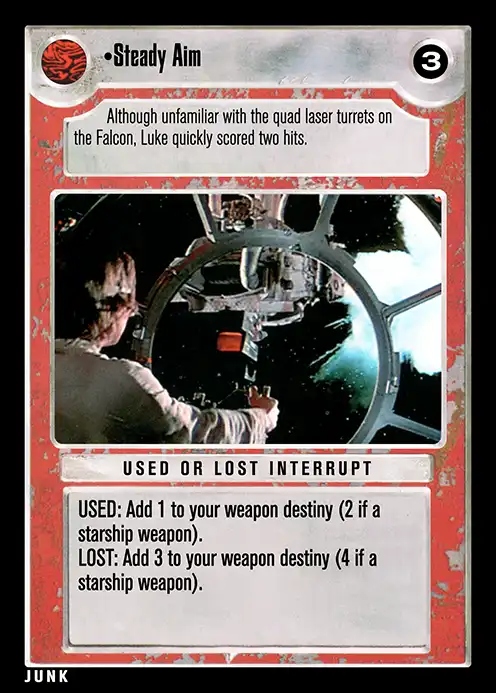 •Steady Aim
3
Although unfamiliar with the quad laser turrets on
the Falcon, Luke quickly scored two hits.
USED OR LOST INTERRUPT
USED: Add 1 to your weapon destiny (2 if a
starship weapon).
LOST: Add 3 to your weapon destiny (4 if a
starship weapon).
JUNK